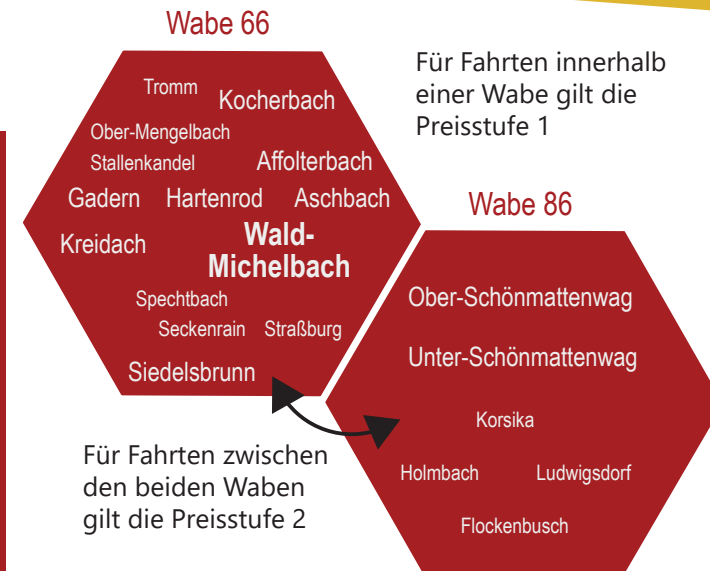 Wabe 66
Für Fahrten innerhalb
einer Wabe gilt die
Preisstufe 1
Tromm
Kocherbach
Ober-Mengelbach
Stallenkandel
Affolterbach
Gadern
Hartenrod
Aschbach
Kreidach
Wald-
Michelbach
Spechtbach
Seckenrain
Straßburg
Siedelsbrunn
Wabe 86
Ober-Schönmattenwag
Unter-Schönmattenwag
Korsika
Holmbach
Ludwigsdorf
Flockenbusch
Für Fahrten zwischen
den beiden Waben
gilt die Preisstufe 2